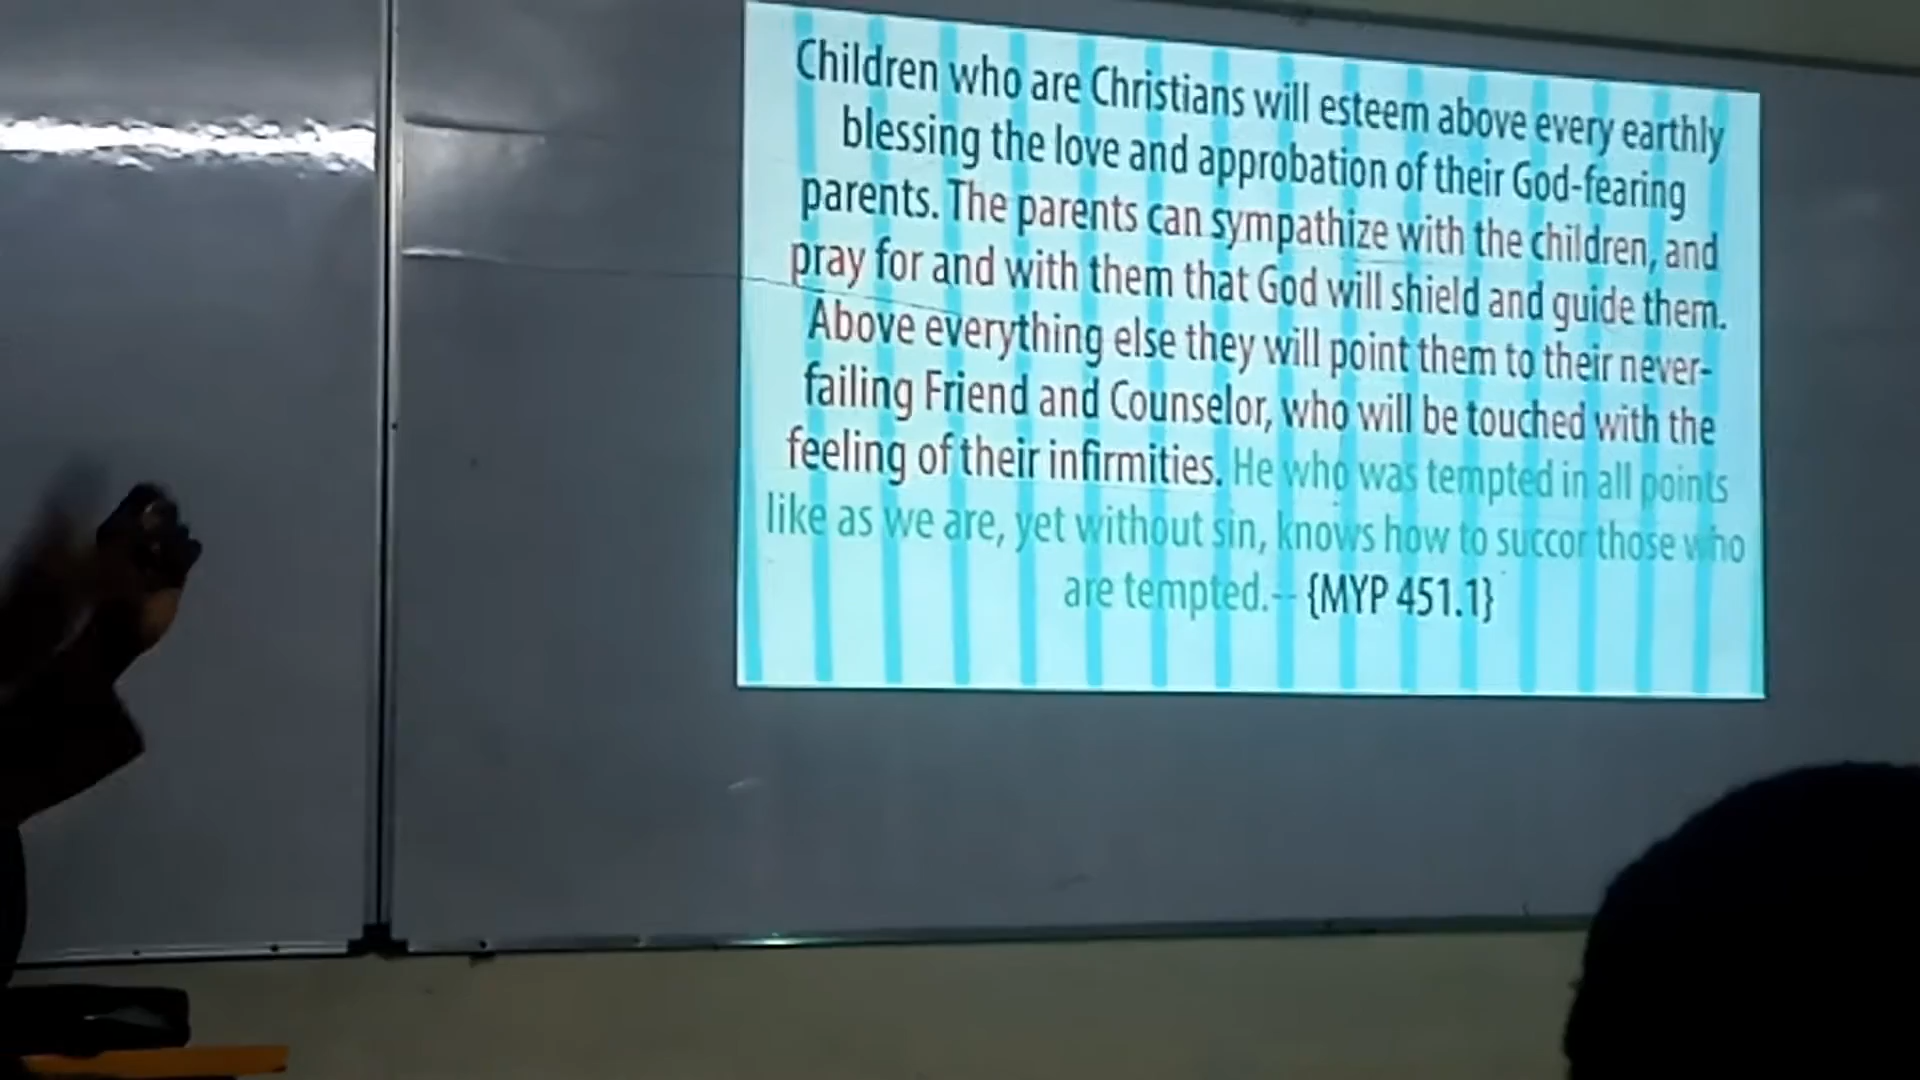 Children who are Christians will esteem above every earthly
blessing the love and approbation of their God-fearing
parents. The parents can sympathize with the children, and
pray for and with them that God will shield and guide them.
Above everything else they will point them to their never-
failing Friend and Counselor, who will be touched with the
feeling of their infirmities. He who was tempted in all points
like as we are, yet without sin, knows how to succor those who
are tempted.-- {MYP 451.1}